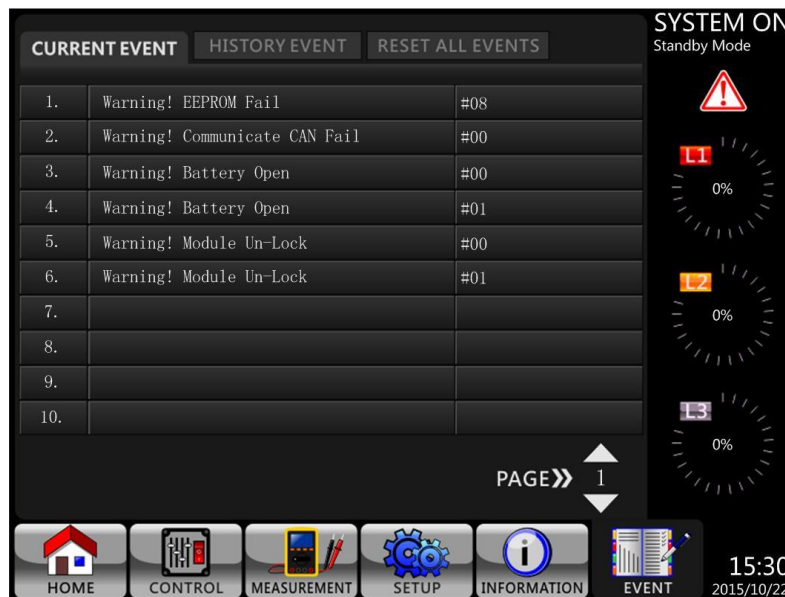 SYSTEM ON
Standby Mode
CURRENT EVENT HISTORY EVENT RESET ALL EVENTS
1. Warning! EEPROM Fail #08
2. Warning! Communicate CAN Fail #00
3. Warning! Battery Open #00
4. Warning! Battery Open #01
5. Warning! Module Un-Lock #00
6. Warning! Module Un-Lock #01
7.
8.
9.
10.
L1
0%
L2
0%
L3
0%
PAGE 1
HOME CONTROL MEASUREMENT SETUP INFORMATION EVENT
15:30
2015/10/22